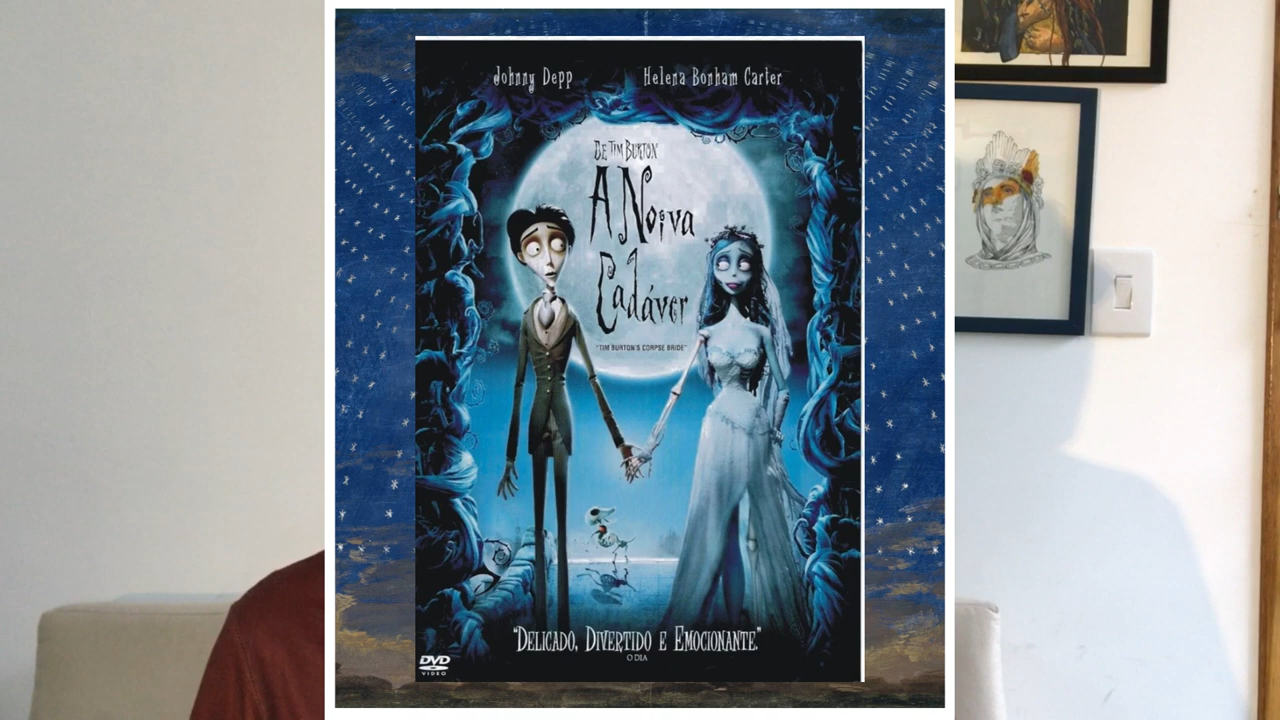 Johnny Depp Helena Bonham Carter
DE TIM BURTON
A Noiva
Cadáver
"TIM BURTON'S CORPSE BRIDE"
"DELICADO, DIVERTIDO E EMOCIONANTE."
O DIA
DVD
VIDEO